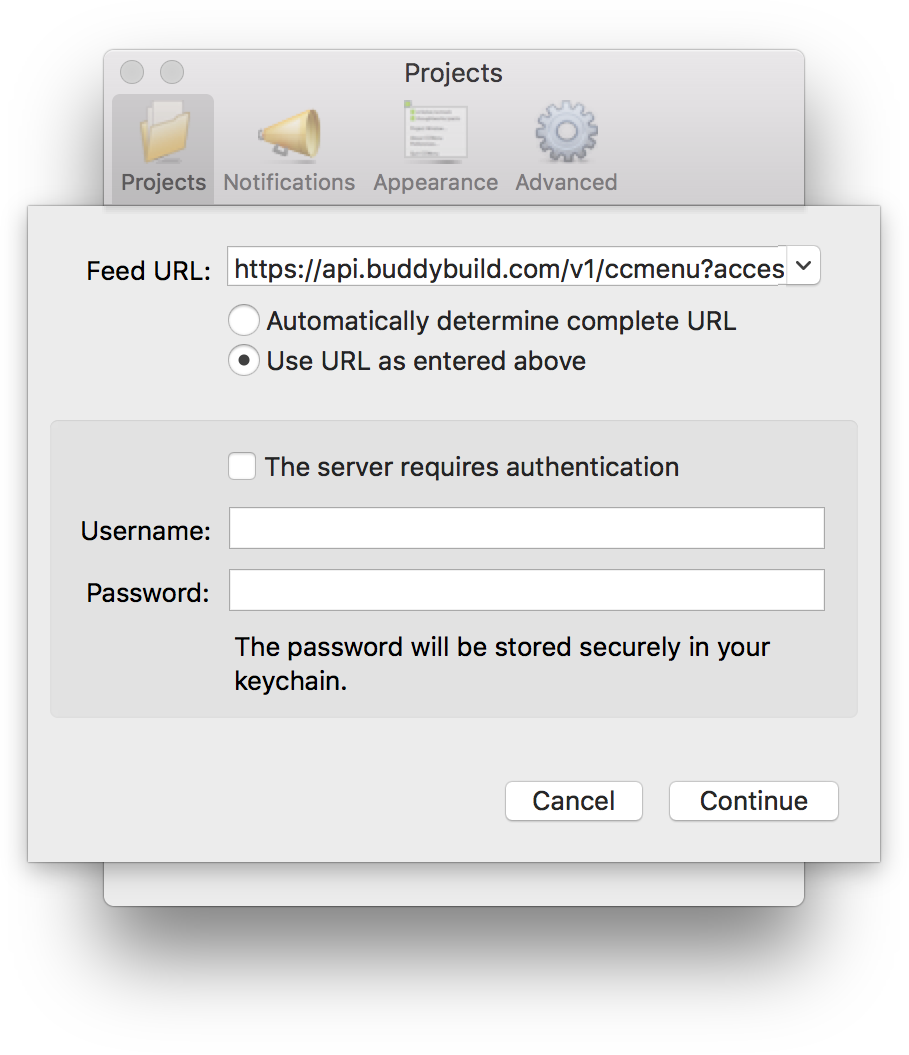 Projects
Projects Notifications Appearance Advanced
Feed URL: https://api.buddybuild.com/v1/ccmenu?acces
Automatically determine complete URL
Use URL as entered above
The server requires authentication
Username:
Password:
The password will be stored securely in your
keychain.
Cancel Continue